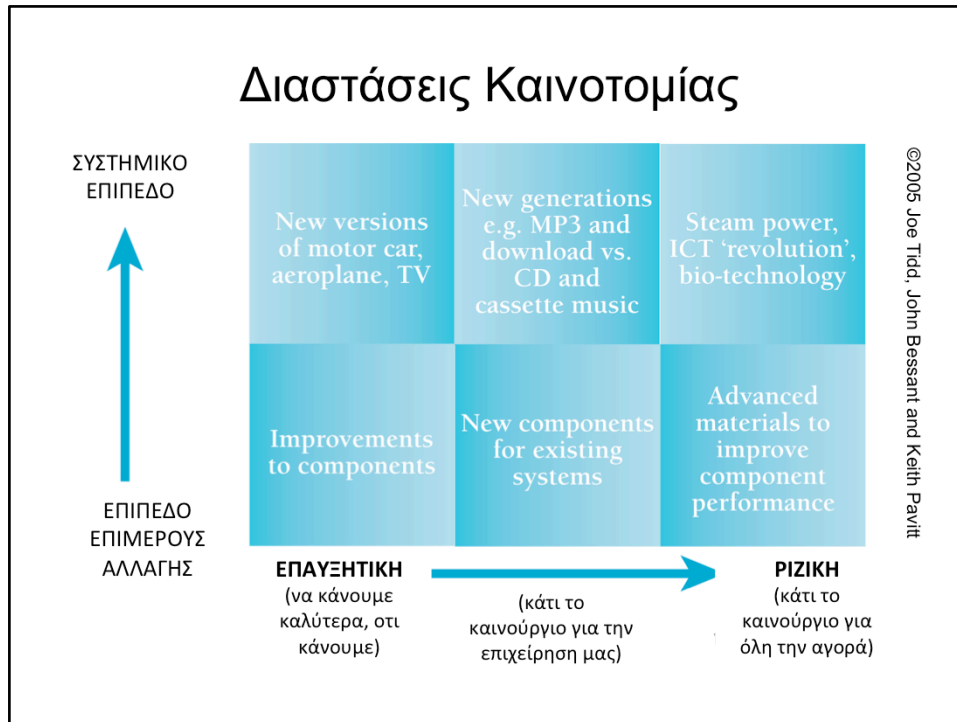 Διαστάσεις Καινοτομίας
ΣΥΣΤΗΜΙΚΟ
ΕΠΙΠΕΔΟ
New versions
of motor car,
aeroplane, TV
New generations
e.g. MP3 and
download vs.
CD and
cassette music
Steam power,
ICT ‘revolution’,
bio-technology
Improvements
to components
New components
for existing
systems
Advanced
materials to
improve
component
performance
ΕΠΙΠΕΔΟ
ΕΠΙΜΕΡΟΥΣ
ΑΛΛΑΓΗΣ
ΕΠΑΥΞΗΤΙΚΗ
(να κάνουμε
καλύτερα, οτι
κάνουμε)
(κάτι το
καινούργιο για την
επιχείρηση μας)
ΡΙΖΙΚΗ
(κάτι το
καινούργιο για
όλη την αγορά)
©2005 Joe Tidd, John Bessant and Keith Pavitt